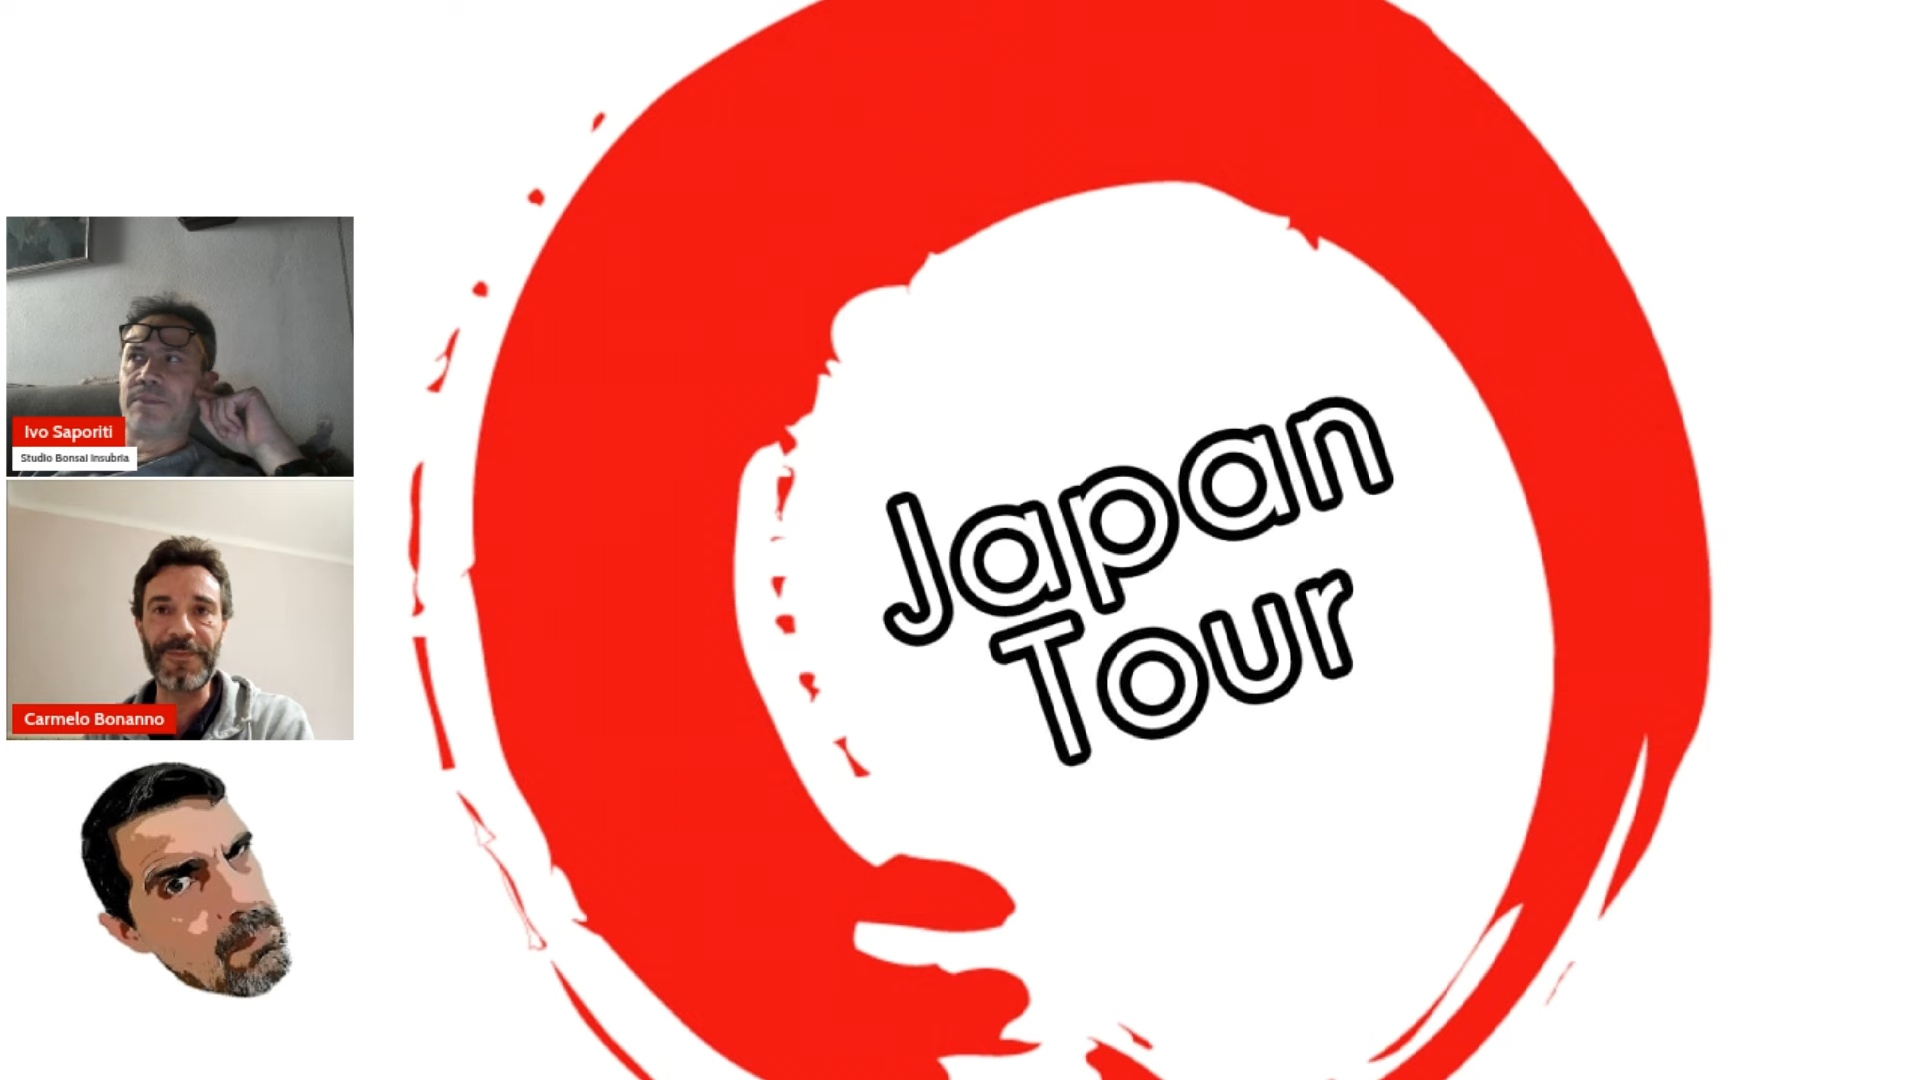 Ivo Saporiti
Studio Bonsai Insubria
Carmelo Bonanno
Japan
Tour